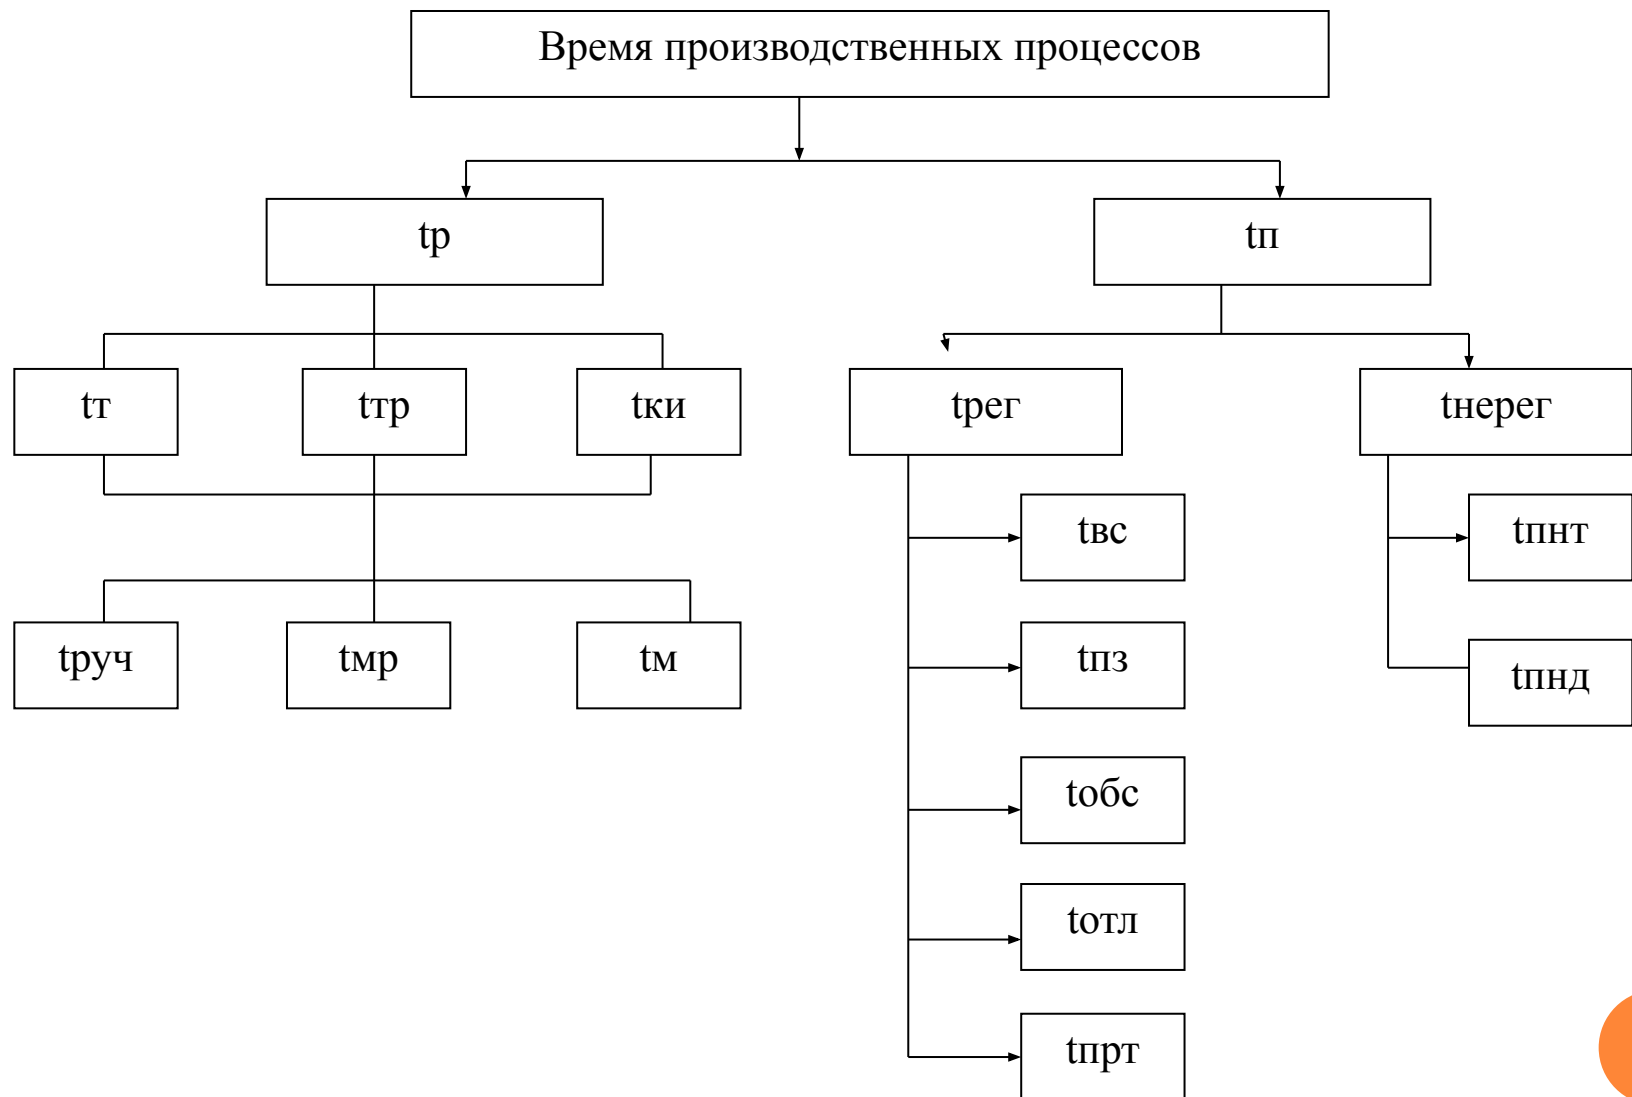 Время производственных процессов
tр
tп
tт
tтр
tки
tрег
tнерег
tвс
tпнт
tруч
tмр
tм
tпз
tпнд
tобс
tотл
tпрт